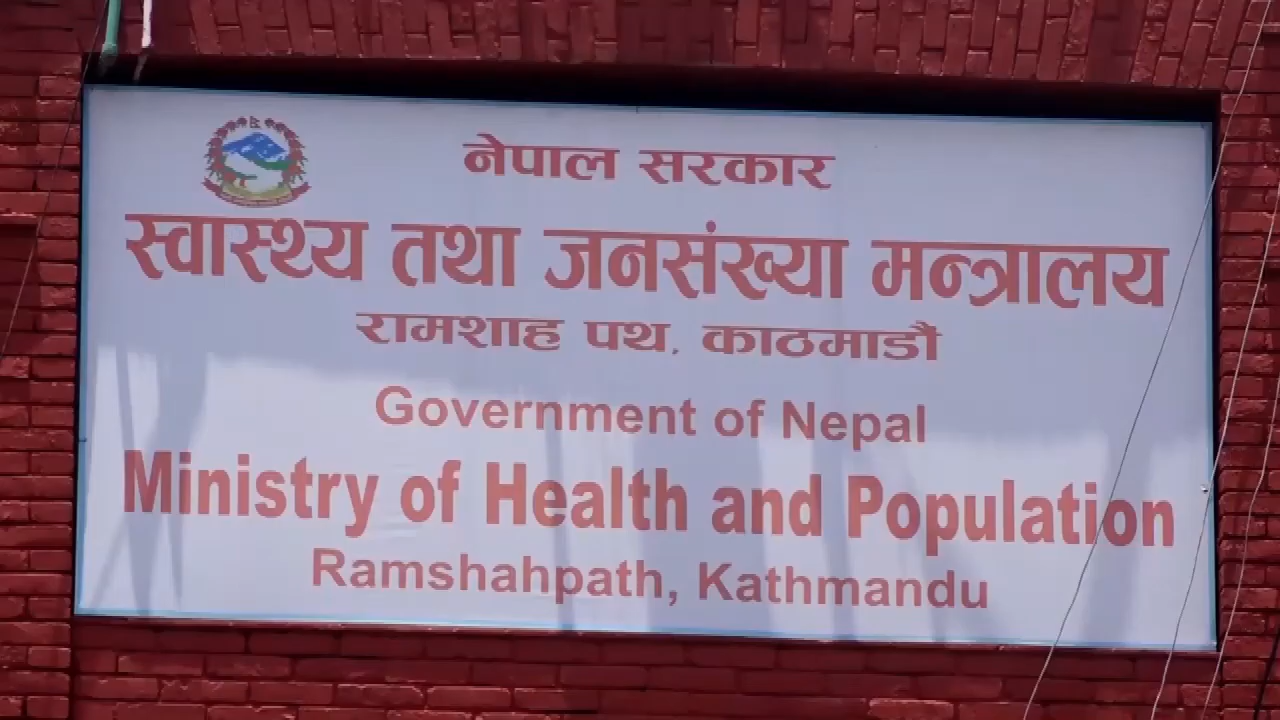 नेपाल सरकार
स्वास्थ्य तथा जनसंख्या मन्त्रालय
रामशाह पथ, काठमाडौं
Government of Nepal
Ministry of Health and Population
Ramshahpath, Kathmandu